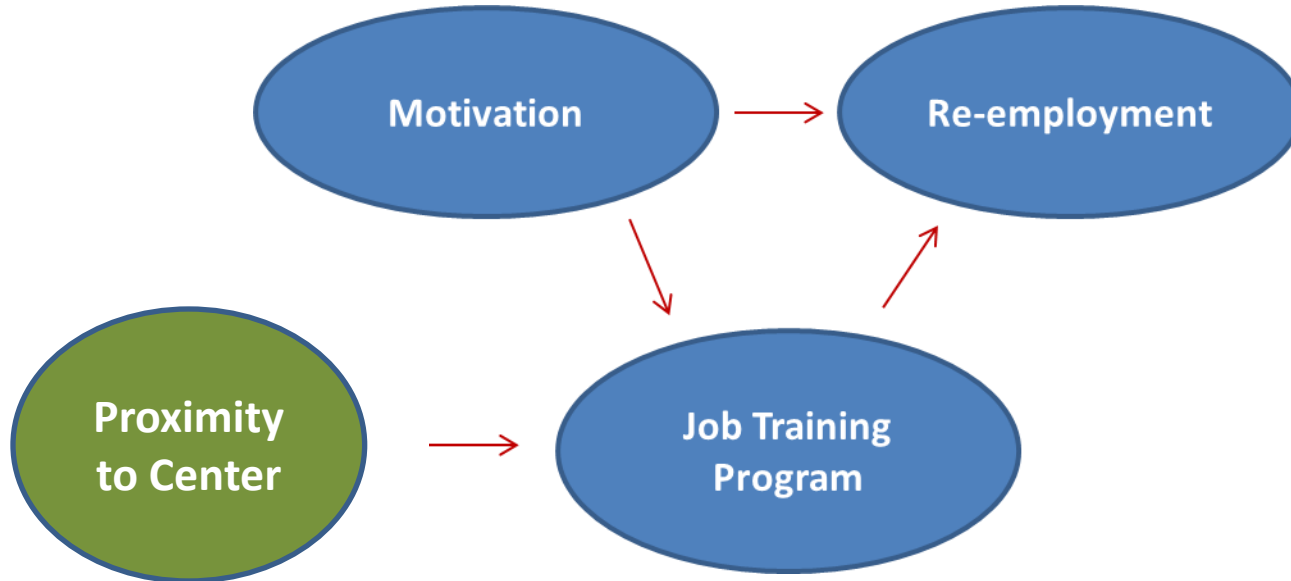 Motivation
Re-employment
Proximity
to Center
Job Training
Program